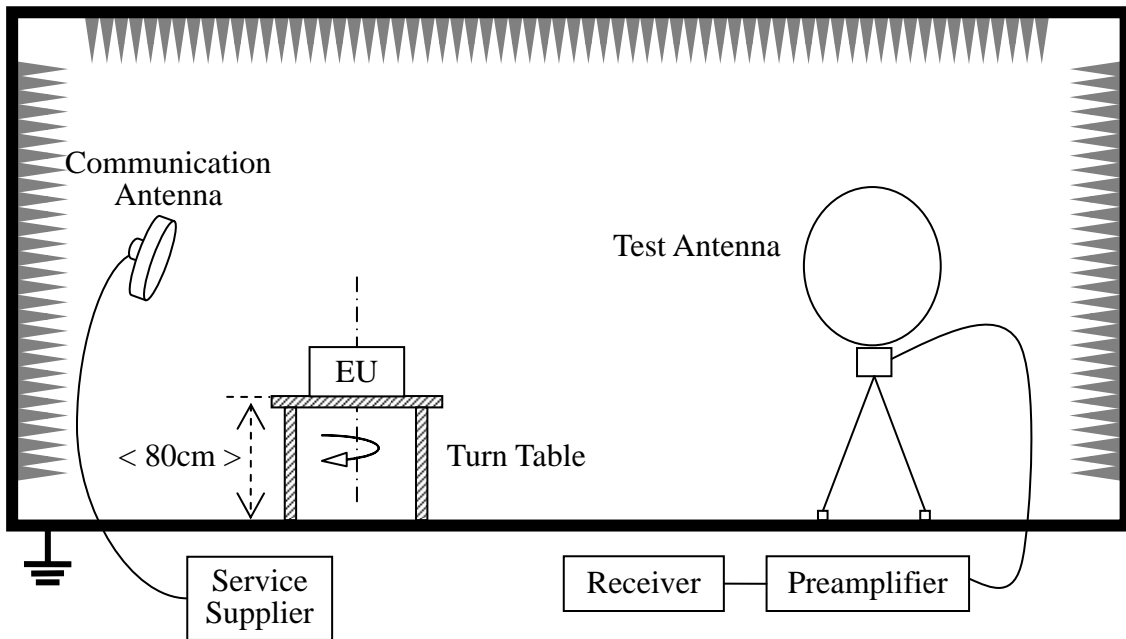 Communication
Antenna
Test Antenna
EU
< 80cm >
Turn Table
Service
Supplier
Receiver
Preamplifier